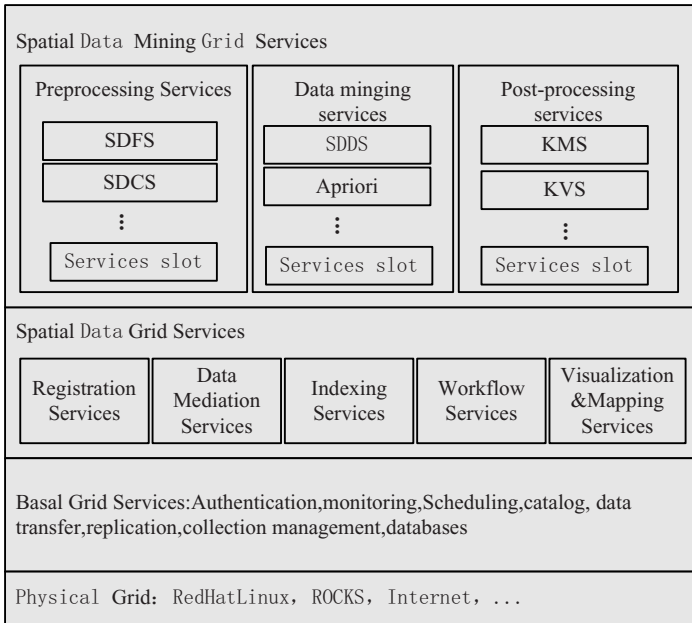 Spatial Data Mining Grid Services
Preprocessing Services
SDFS
SDCS
⋮
Services slot
Data minging
services
SDDS
Apriori
⋮
Services slot
Post-processing
services
KMS
KVS
⋮
Services slot
Spatial Data Grid Services
Registration
Services
Data
Mediation
Services
Indexing
Services
Workflow
Services
Visualization
&Mapping
Services
Basal Grid Services:Authentication,monitoring,Scheduling,catalog, data
transfer,replication,collection management,databases
Physical Grid: RedHatLinux, ROCKS, Internet, ...